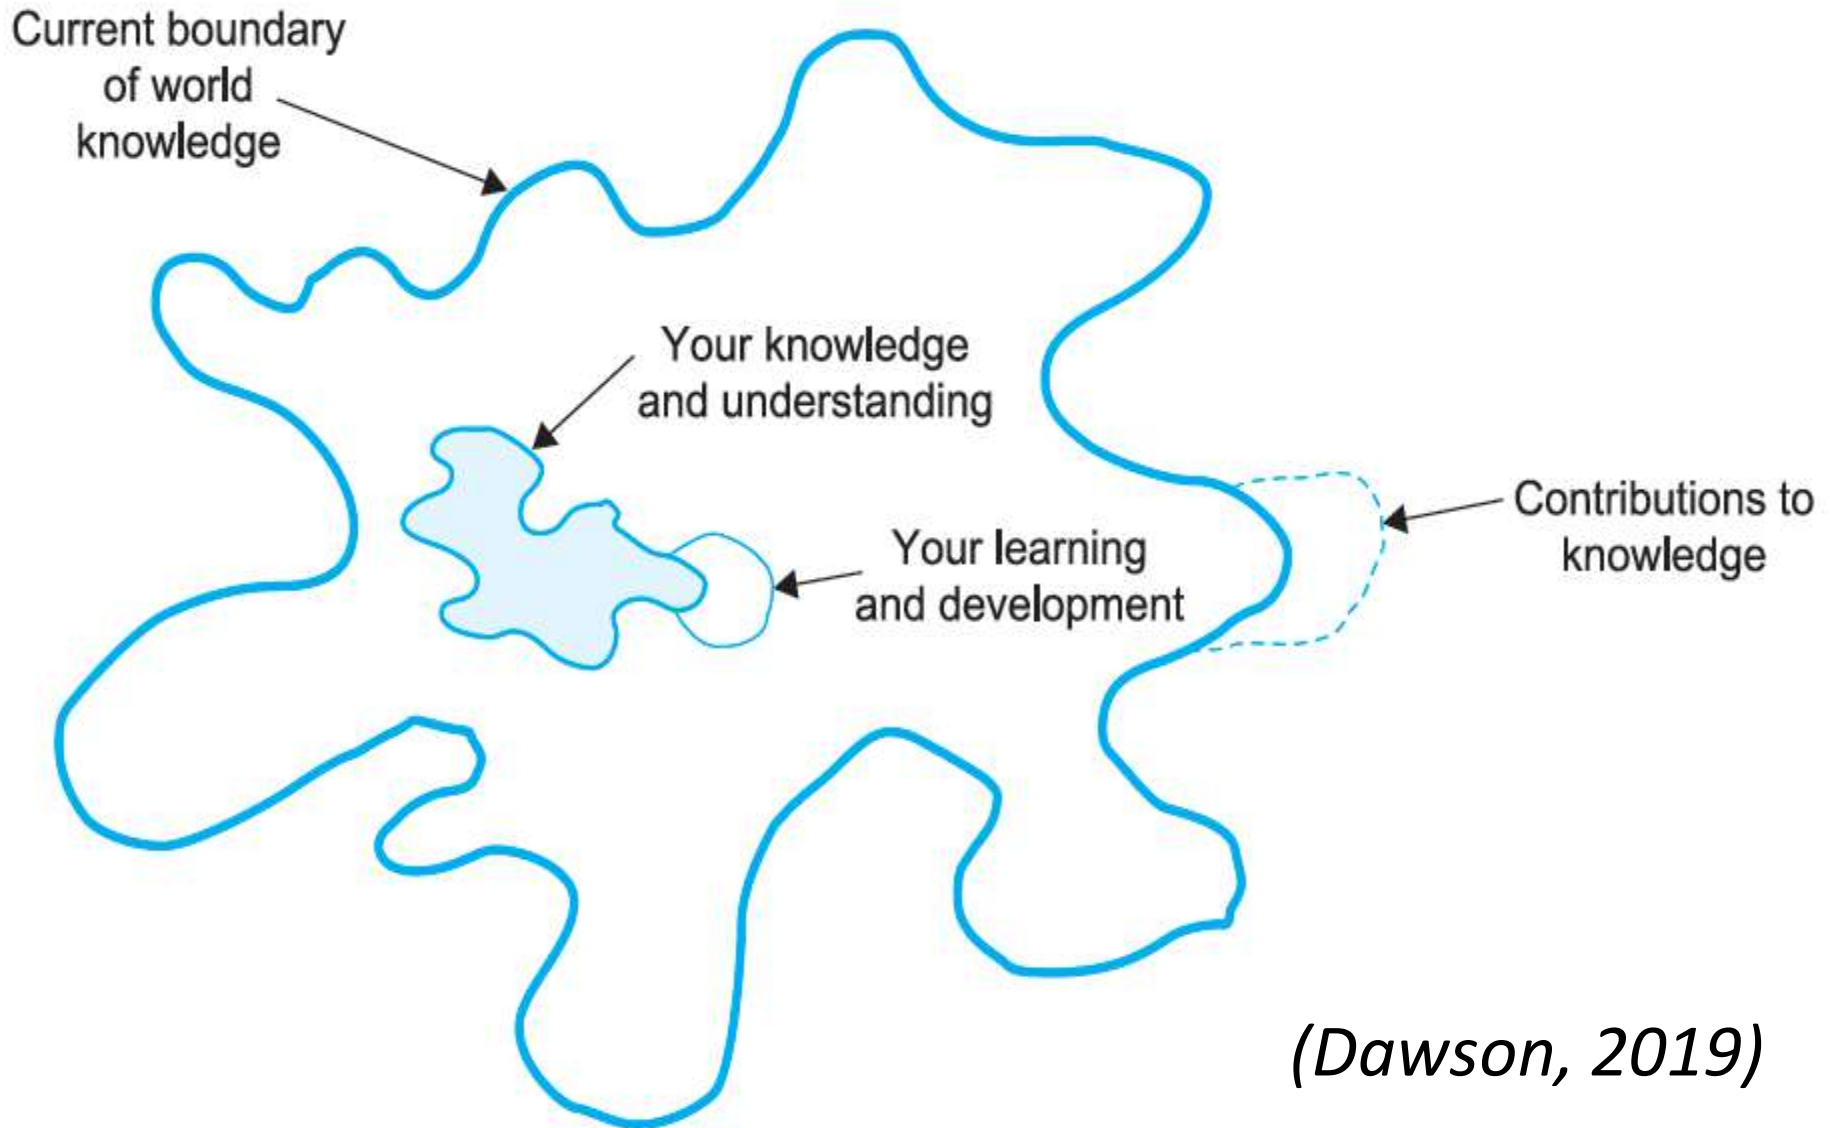 Current boundary
of world
knowledge
Your knowledge
and understanding
Your learning
and development
Contributions to
knowledge
(Dawson, 2019)